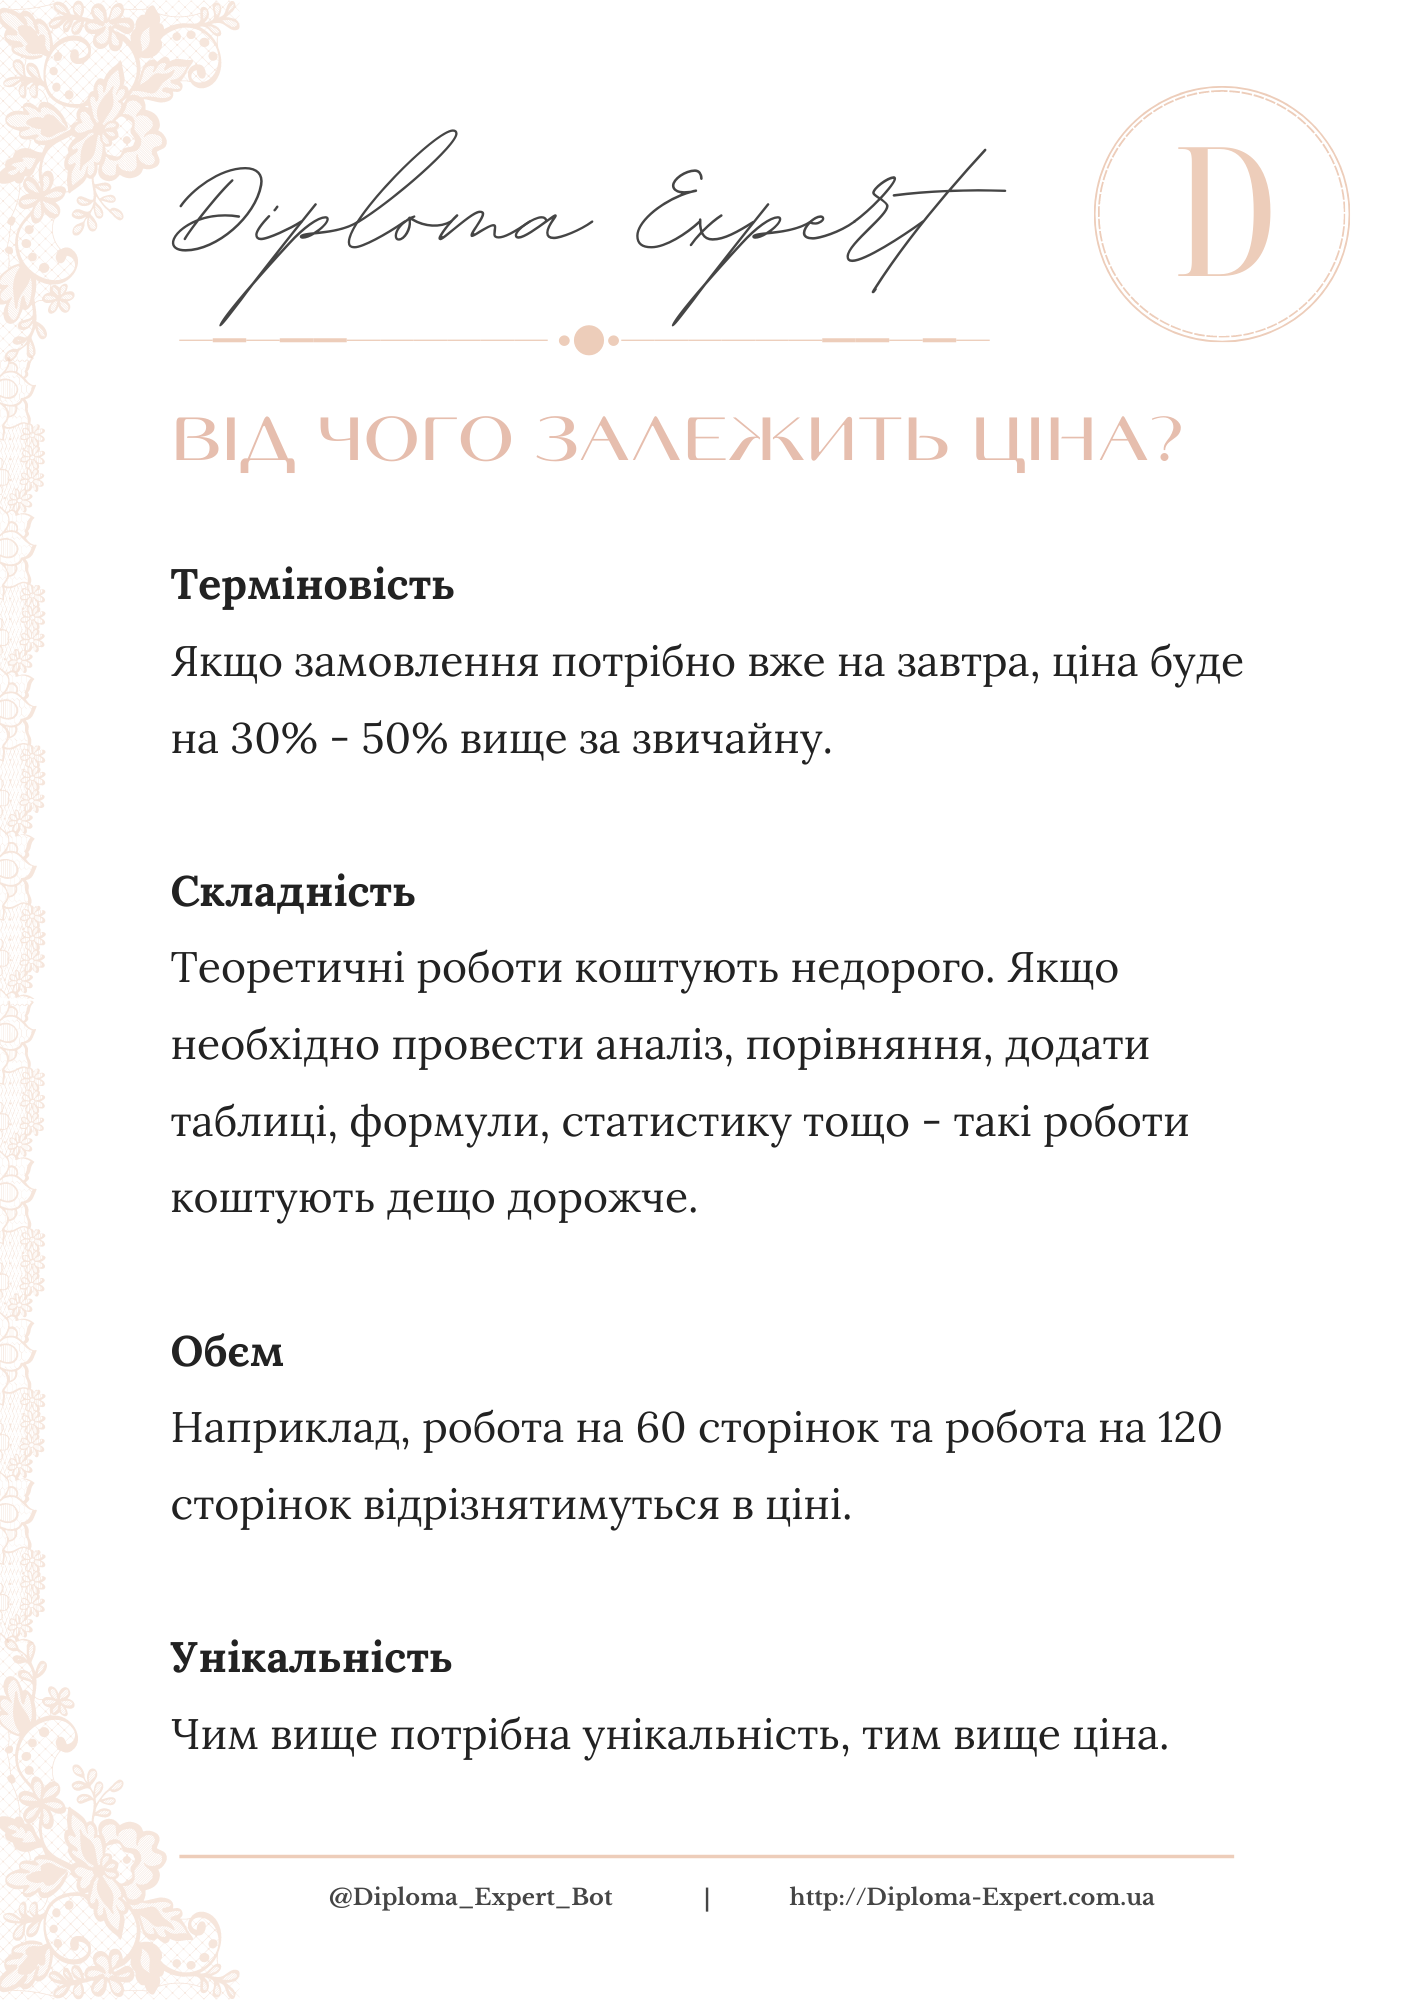 Diploma Expert
D
ВІД ЧОГО ЗАЛЕЖИТЬ ЦІНА?
Терміновість
Якщо замовлення потрібно вже на завтра, ціна буде
на 30% - 50% вище за звичайну.
Складність
Теоретичні роботи коштують недорого. Якщо
необхідно провести аналіз, порівняння, додати
таблиці, формули, статистику тощо - такі роботи
коштують дещо дорожче.
Обєм
Наприклад, робота на 60 сторінок та робота на 120
сторінок відрізнятимуться в ціні.
Унікальність
Чим вище потрібна унікальність, тим вище ціна.
@Diploma_Expert_Bot | http://Diploma-Expert.com.ua